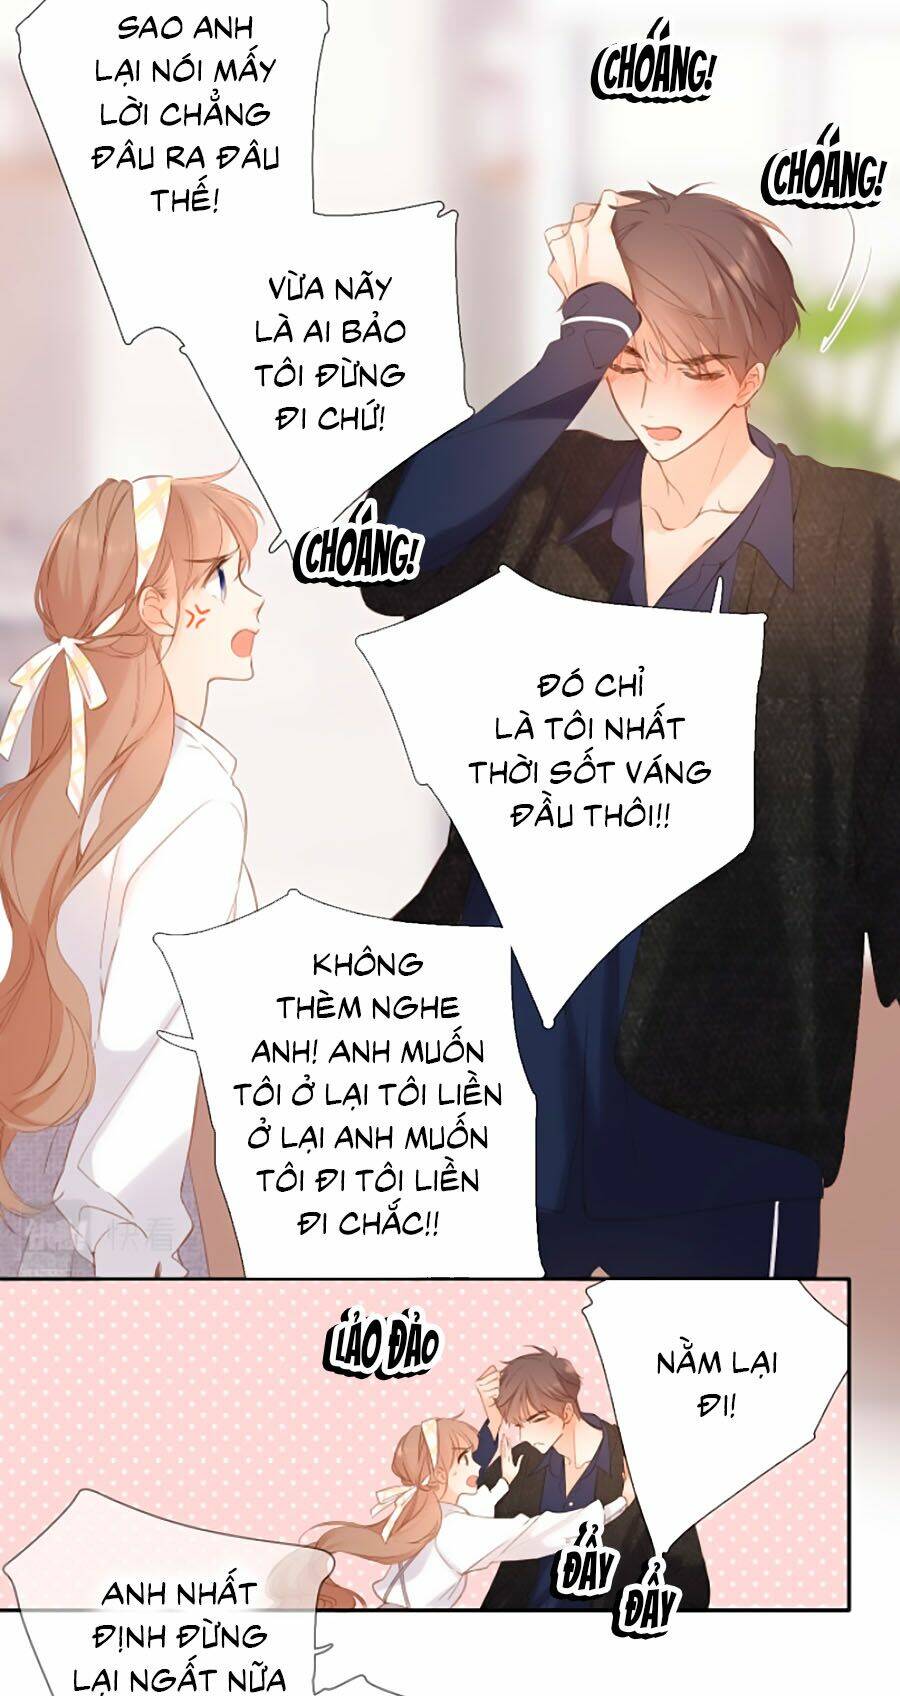 SAO ANH
LẠI NÓI MẤY
LỜI CHẲNG
ĐÂU RA ĐÂU
THẾ!
CHOÁNG!
CHOÁNG!
VỪA NÃY
LÀ AI BẢO
TÔI ĐỪNG
ĐI CHỨ!
CHOÁNG!
ĐÓ CHỈ
LÀ TÔI NHẤT
THỜI SỐT VÁNG
ĐẦU THÔI!!
KHÔNG
THÈM NGHE
ANH! ANH MUỐN
TÔI Ở LẠI TÔI LIỀN
Ở LẠI ANH MUỐN
TÔI ĐI TÔI LIỀN
ĐI CHẮC!!
快看
LẢO ĐẢO
NẰM LẠI
ĐI!
ĐẨY
ĐẨY
ANH NHẤT
ĐỊNH ĐỪNG
LẠI NGẤT NỮA